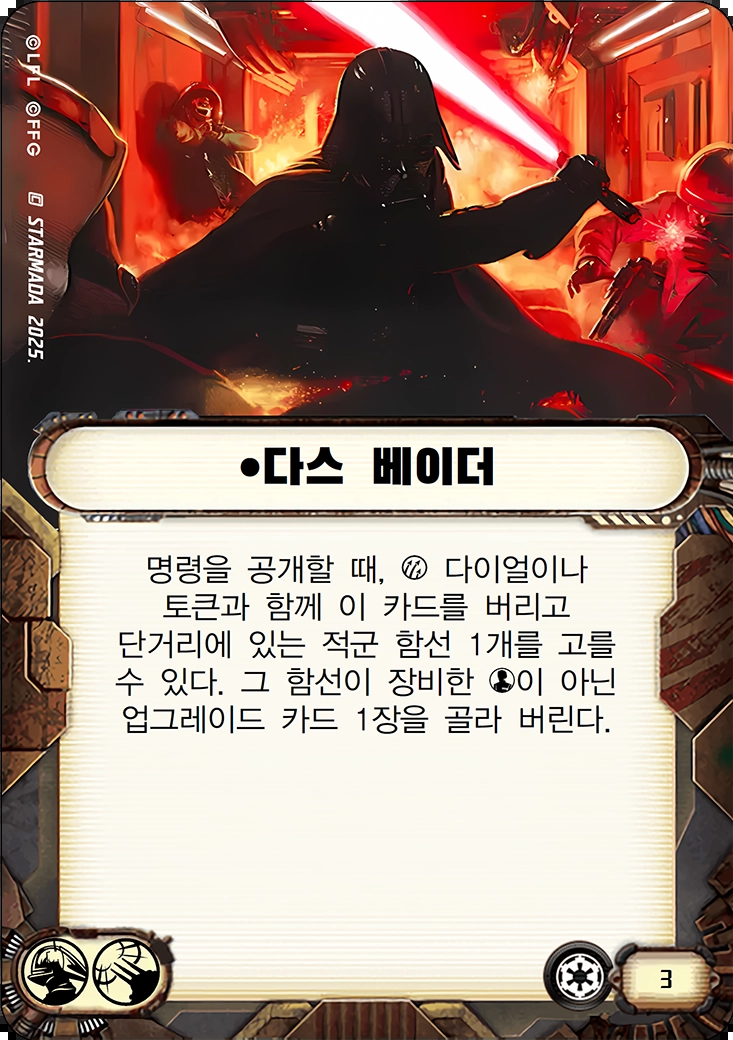 ©LFL ©FFG
STARMADA 2025.
•다스 베이더
명령을 공개할 때, 다이얼이나
토큰과 함께 이 카드를 버리고
단거리에 있는 적군 함선 1개를 고를
수 있다. 그 함선이 장비한 이 아닌
업그레이드 카드 1장을 골라 버린다.
3